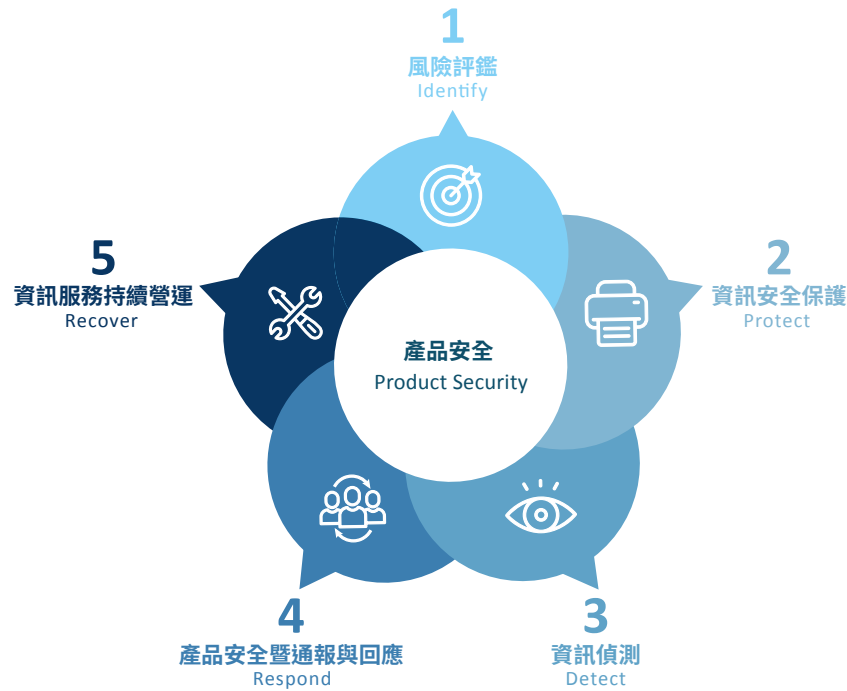 1
風險評鑑
Identify
2
資訊安全保護
Protect
3
資訊偵測
Detect
4
產品安全暨通報與回應
Respond
5
資訊服務持續營運
Recover
產品安全
Product Security